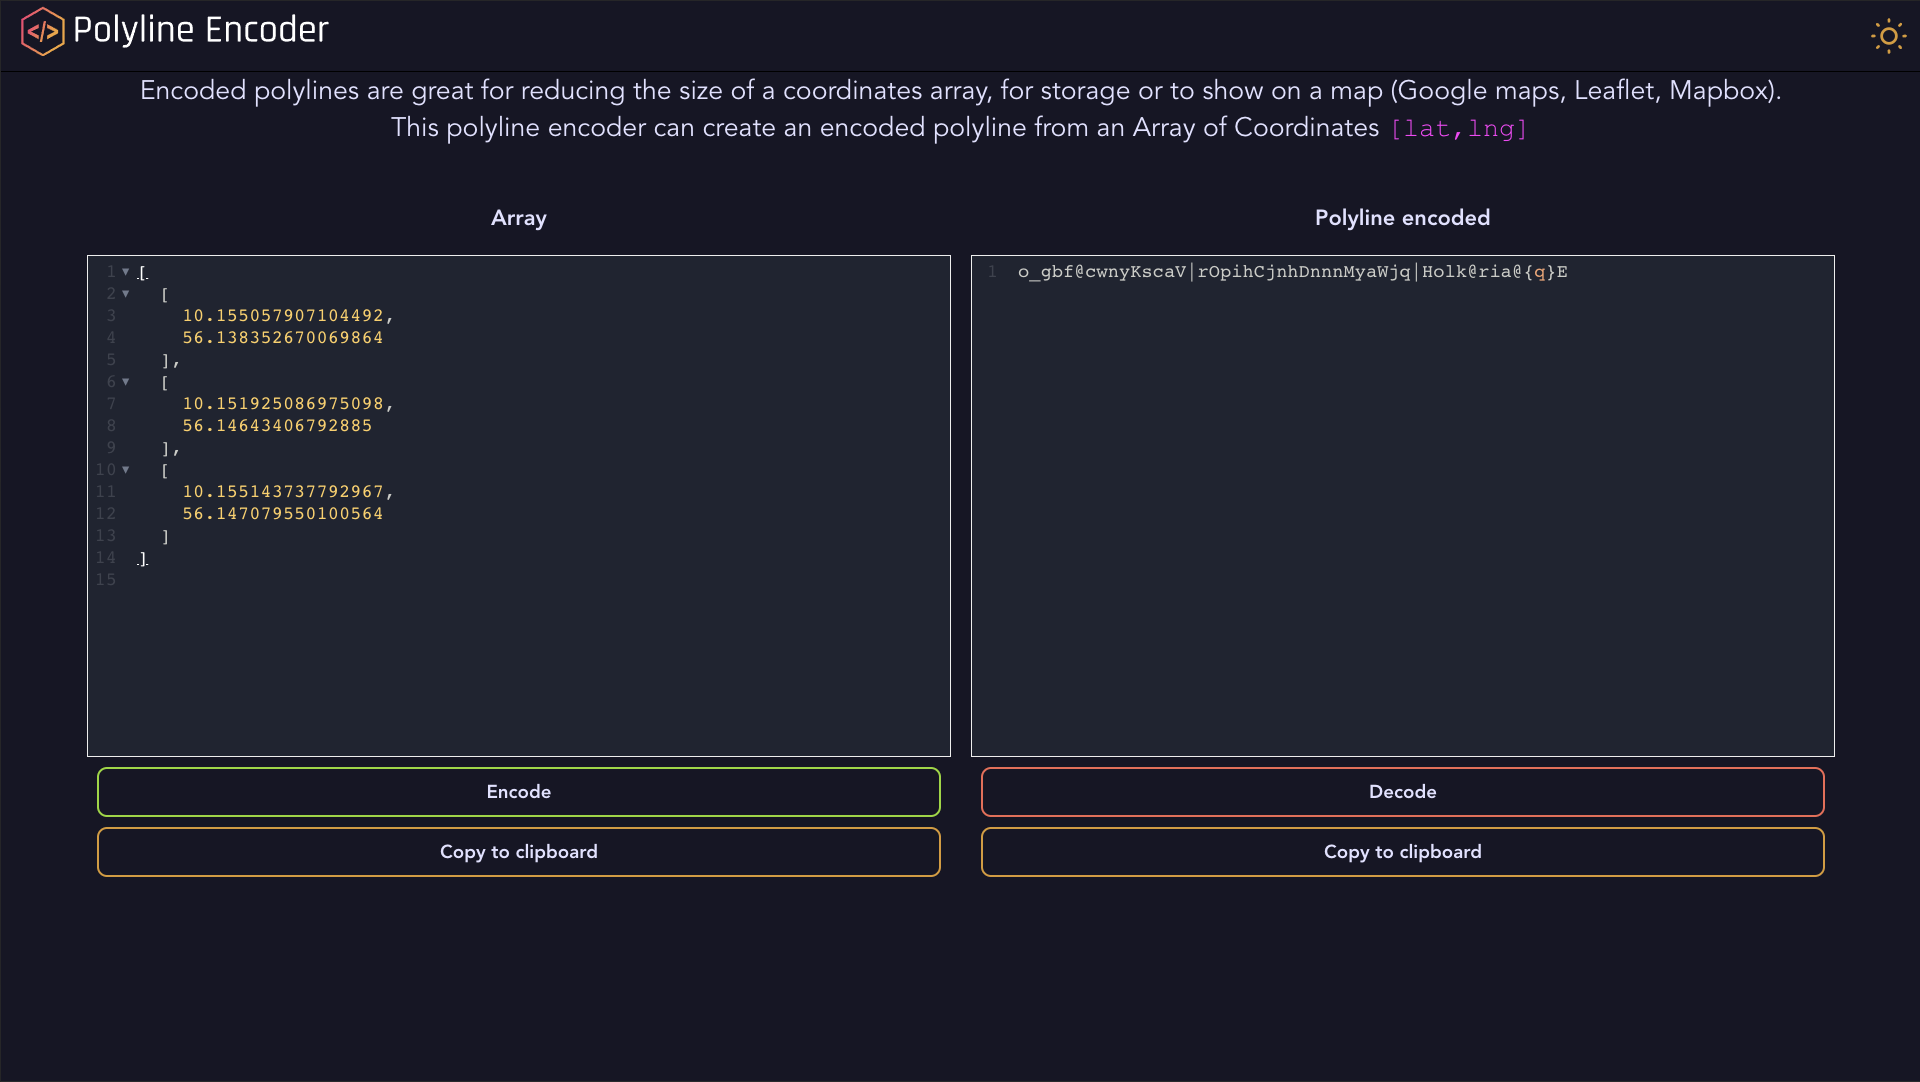 </> Polyline Encoder
Encoded polylines are great for reducing the size of a coordinates array, for storage or to show on a map (Google maps, Leaflet, Mapbox).
This polyline encoder can create an encoded polyline from an Array of Coordinates [lat,lng]
Array
1 [
2 [
3 10.155057907104492,
4 56.138352670069864
5 ],
6 [
7 10.151925086975098,
8 56.14643406792885
9 ],
10 [
11 10.155143737792967,
12 56.147079550100564
13 ]
14 ]
15
Encode
Copy to clipboard
Polyline encoded
1 o_gbf@cwnyKscaV|rOpihCjnhDnnnMyaWjq|Holk@ria@{q}E
Decode
Copy to clipboard